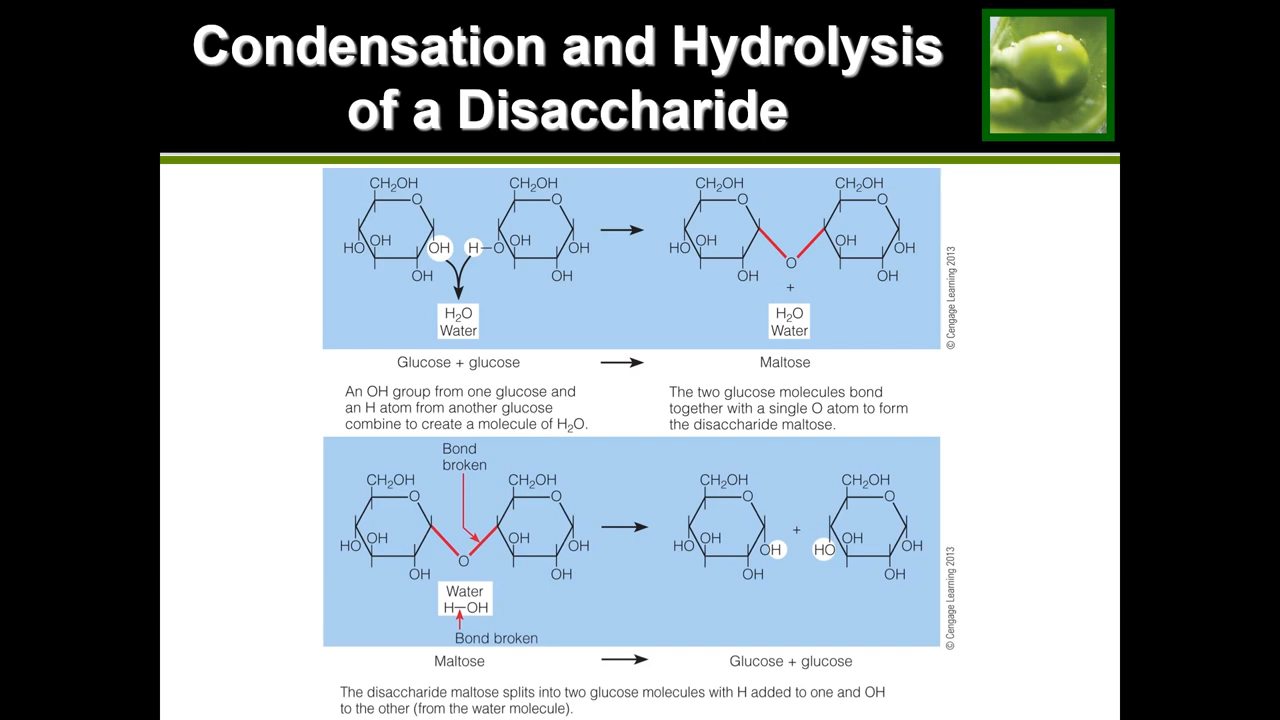 Condensation and Hydrolysis
of a Disaccharide
CH₂OH
O
HO
OH
OH
OH
CH₂OH
O
H
O
OH
OH
OH
H₂O
Water
CH₂OH
O
HO
OH
OH
O
CH₂OH
O
OH
OH
OH
+
H₂O
Water
© Cengage Learning 2013
Glucose + glucose
Maltose
An OH group from one glucose and
an H atom from another glucose
combine to create a molecule of H₂O.
The two glucose molecules bond
together with a single O atom to form
the disaccharide maltose.
Bond
broken
CH₂OH
O
HO
OH
OH
O
CH₂OH
O
OH
OH
OH
Water
H—OH
Bond broken
CH₂OH
O
HO
OH
OH
OH
+
CH₂OH
O
HO
OH
OH
OH
© Cengage Learning 2013
Maltose
Glucose + glucose
The disaccharide maltose splits into two glucose molecules with H added to one and OH
to the other (from the water molecule).